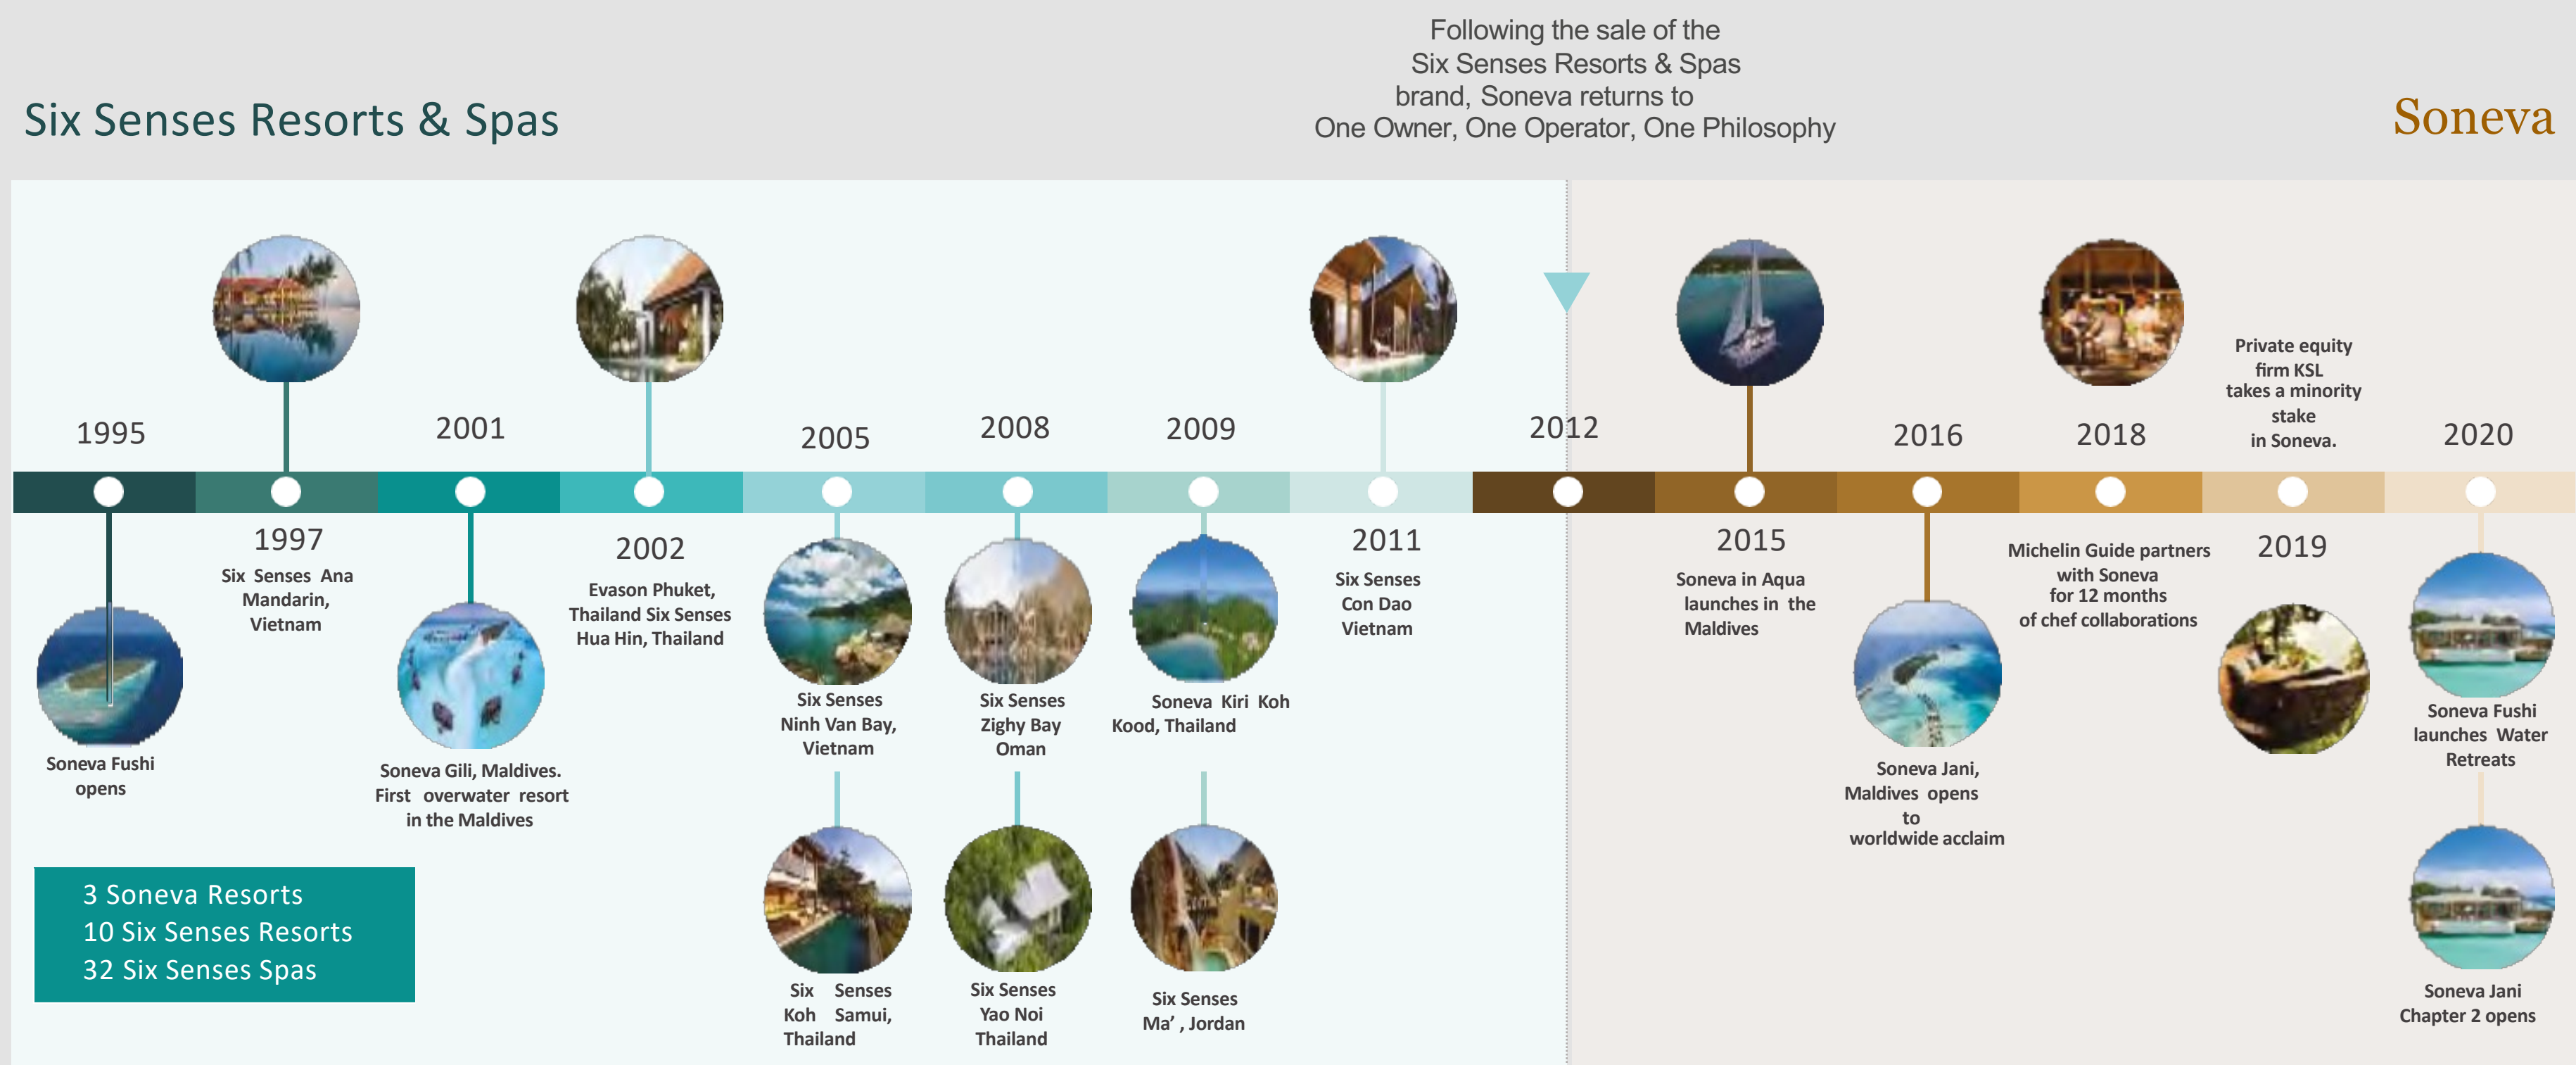 Following the sale of the
Six Senses Resorts & Spas
brand, Soneva returns to
One Owner, One Operator, One Philosophy
Six Senses Resorts & Spas
Soneva
1995
Soneva Fushi
opens
1997
Six Senses Ana
Mandarin,
Vietnam
2001
Soneva Gili, Maldives.
First overwater resort
in the Maldives
2002
Evason Phuket,
Thailand Six Senses
Hua Hin, Thailand
2005
Six Senses
Ninh Van Bay,
Vietnam
Six Senses
Koh Samui,
Thailand
2008
Six Senses
Zighy Bay
Oman
Six Senses
Yao Noi
Thailand
2009
Soneva Kiri Koh
Kood, Thailand
Six Senses
Ma’ , Jordan
2011
Six Senses
Con Dao
Vietnam
2012
2015
Soneva in Aqua
launches in the
Maldives
2016
Soneva Jani,
Maldives opens
to
worldwide acclaim
2018
Michelin Guide partners
with Soneva
for 12 months
of chef collaborations
Private equity
firm KSL
takes a minority
stake
in Soneva.
2019
2020
Soneva Fushi
launches Water
Retreats
Soneva Jani
Chapter 2 opens
3 Soneva Resorts
10 Six Senses Resorts
32 Six Senses Spas